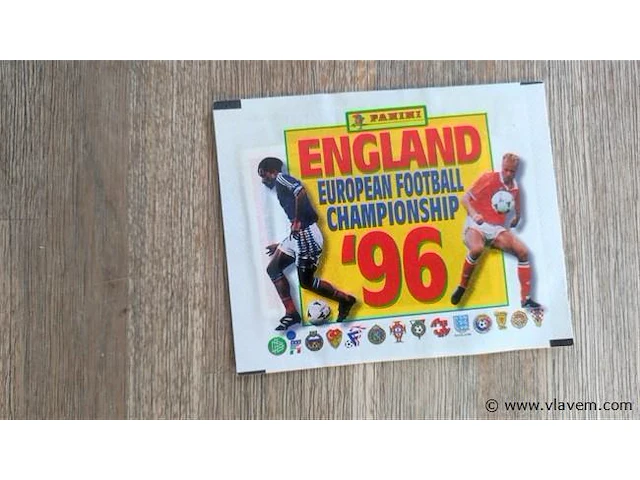 PANINI
ENGLAND
EUROPEAN FOOTBALL
CHAMPIONSHIP
'96
© www.vlavem.com